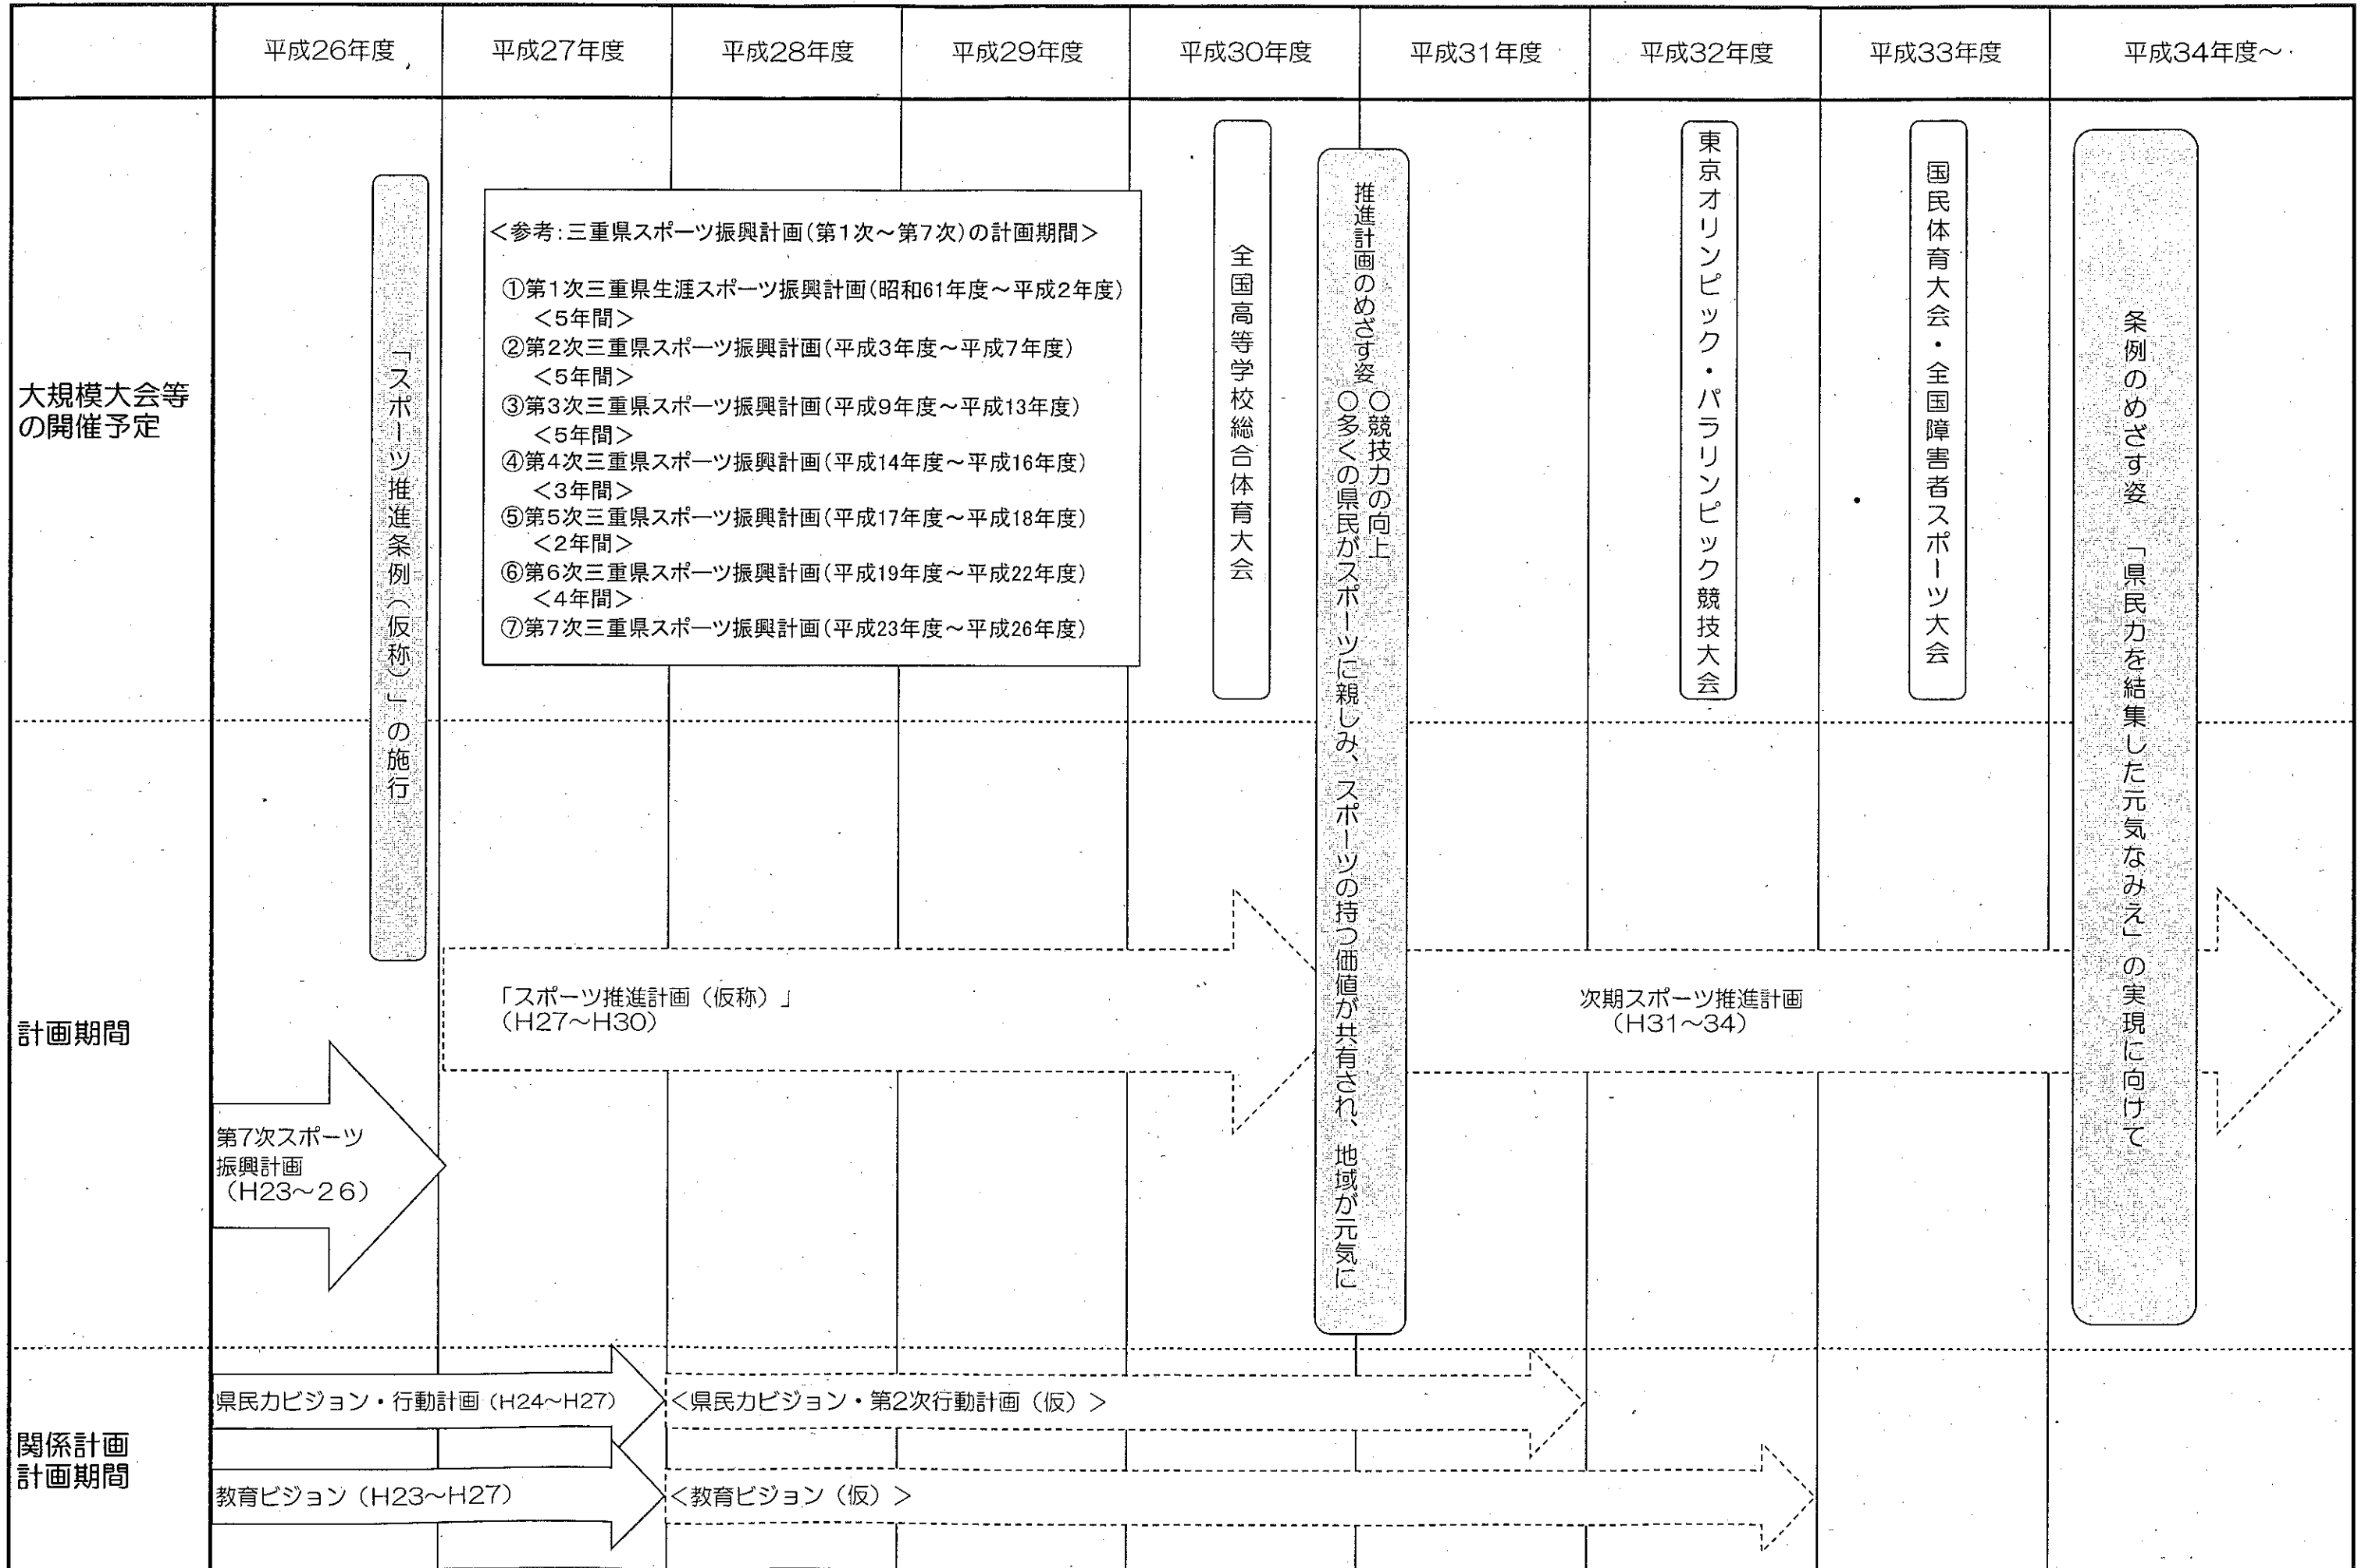 平成26年度
平成27年度
平成28年度
平成29年度
平成30年度
平成31年度
平成32年度
平成33年度
平成34年度～
大規模大会等
の開催予定
「スポーツ推進条例（仮称）」の施行
＜参考：三重県スポーツ振興計画（第1次～第7次）の計画期間＞
①第1次三重県生涯スポーツ振興計画（昭和61年度～平成2年度）
＜5年間＞
②第2次三重県スポーツ振興計画（平成3年度～平成7年度）
＜5年間＞
③第3次三重県スポーツ振興計画（平成9年度～平成13年度）
＜5年間＞
④第4次三重県スポーツ振興計画（平成14年度～平成16年度）
＜3年間＞
⑤第5次三重県スポーツ振興計画（平成17年度～平成18年度）
＜2年間＞
⑥第6次三重県スポーツ振興計画（平成19年度～平成22年度）
＜4年間＞
⑦第7次三重県スポーツ振興計画（平成23年度～平成26年度）
全国高等学校総合体育大会
推進計画のめざす姿　○競技力の向上
○多くの県民がスポーツに親しみ、スポーツの持つ価値が共有され、地域が元気に
東京オリンピック・パラリンピック競技大会
国民体育大会・全国障害者スポーツ大会
条例のめざす姿　「県民力を結集した元気なみえ」の実現に向けて
計画期間
「スポーツ推進計画（仮称）」
（H27～H30）
次期スポーツ推進計画
（H31～34）
第7次スポーツ
振興計画
（H23～26）
関係計画
計画期間
県民力ビジョン・行動計画（H24～H27）
＜県民力ビジョン・第2次行動計画（仮）＞
教育ビジョン（H23～H27）
＜教育ビジョン（仮）＞